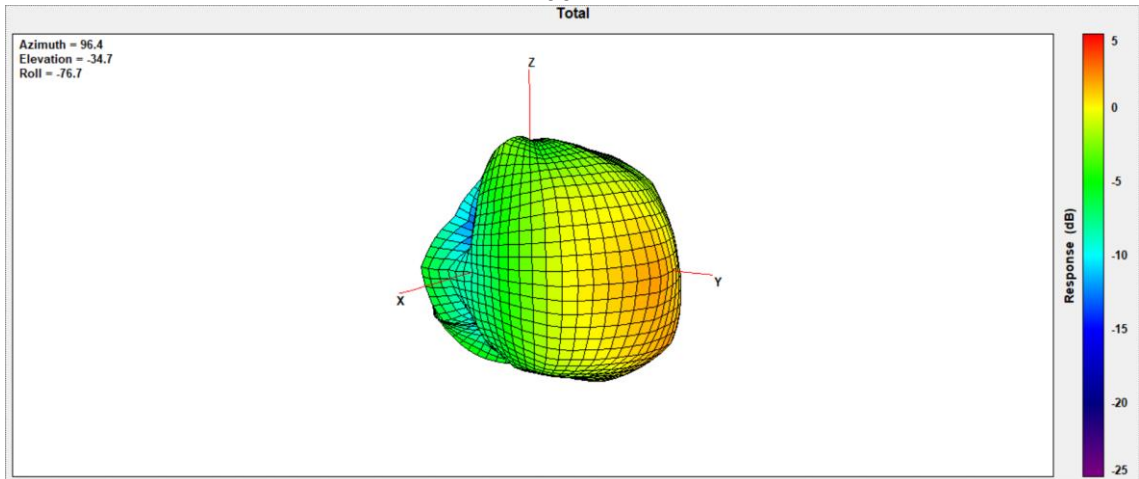 Total
Azimuth = 96.4
Elevation = -34.7
Roll = -76.7
Z
Y
X
5
0
-5
-10
-15
-20
-25
Response (dB)